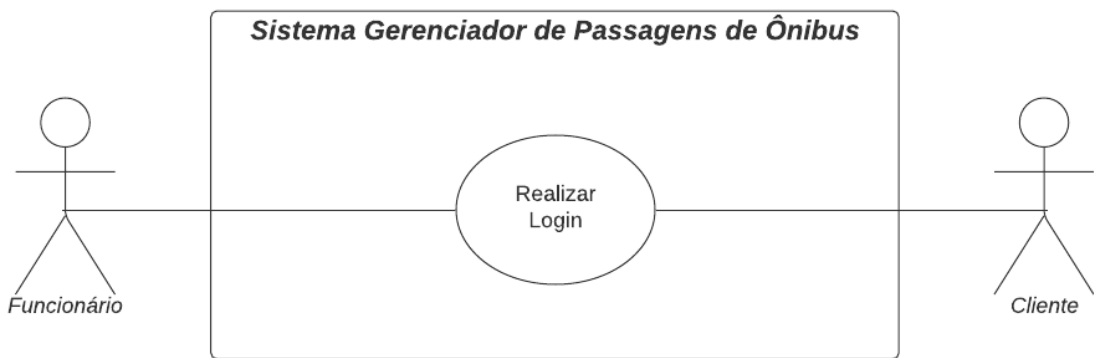 Sistema Gerenciador de Passagens de Ônibus
Realizar
Login
Funcionário
Cliente